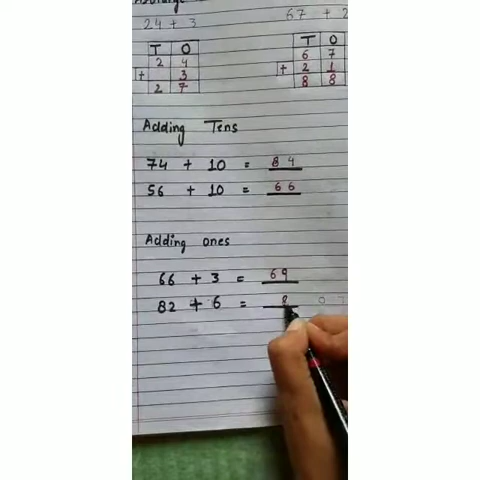 24 + 3
67 + 2
T O
2 4
+ 3
2 7
T O
6 7
+ 2 1
8 8
Adding Tens
74 + 10 = 84
56 + 10 = 66
Adding ones
66 + 3 = 69
82 + 6 = 8